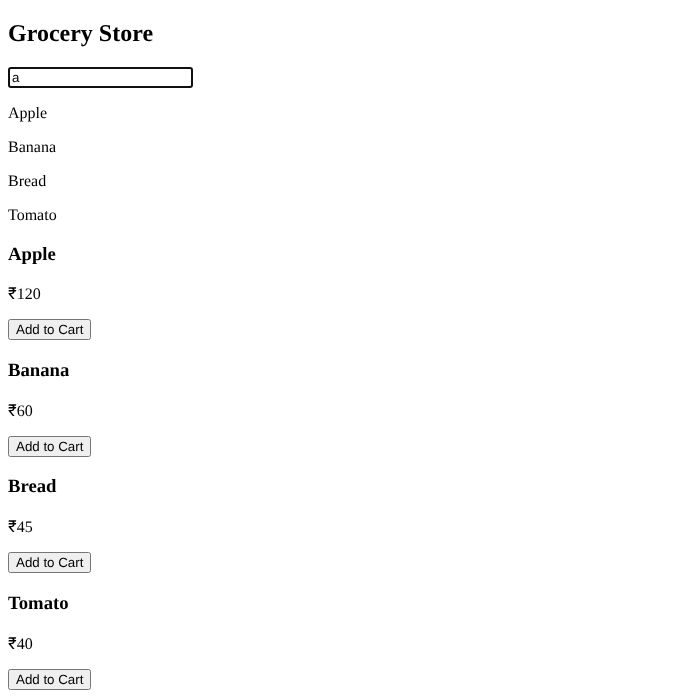 Grocery Store
a
Apple
Banana
Bread
Tomato
Apple
₹120
Add to Cart
Banana
₹60
Add to Cart
Bread
₹45
Add to Cart
Tomato
₹40
Add to Cart